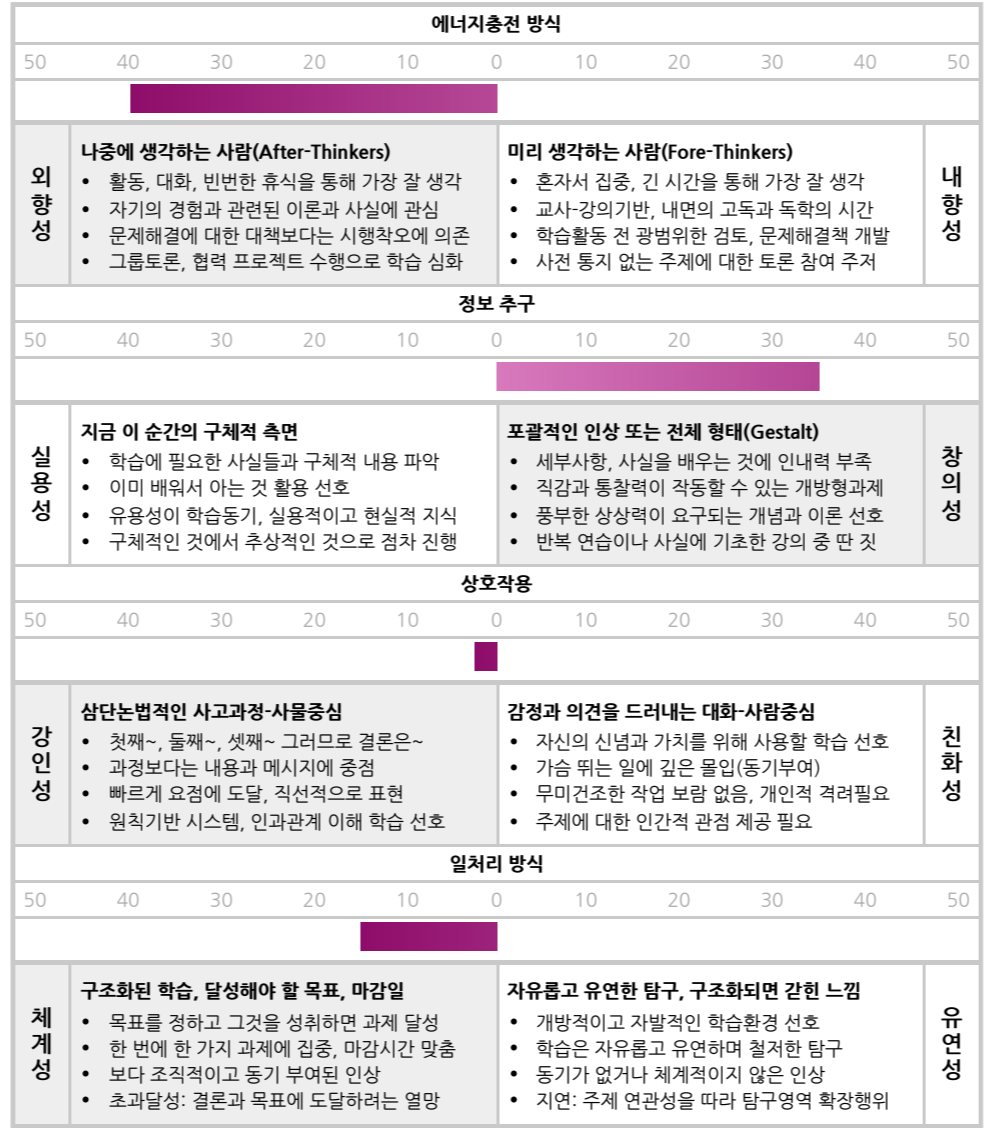 에너지충전 방식
50 40 30 20 10 0 10 20 30 40 50
외향성
나중에 생각하는 사람(After-Thinkers)
• 활동, 대화, 빈번한 휴식을 통해 가장 잘 생각
• 자기의 경험과 관련된 이론과 사실에 관심
• 문제해결에 대한 대책보다는 시행착오에 의존
• 그룹토론, 협력 프로젝트 수행으로 학습 심화
미리 생각하는 사람(Fore-Thinkers)
• 혼자서 집중, 긴 시간을 통해 가장 잘 생각
• 교사-강의기반, 내면의 고독과 독학의 시간
• 학습활동 전 광범위한 검토, 문제해결책 개발
• 사전 통지 없는 주제에 대한 토론 참여 주저
내향성
정보 추구
50 40 30 20 10 0 10 20 30 40 50
실용성
지금 이 순간의 구체적 측면
• 학습에 필요한 사실들과 구체적 내용 파악
• 이미 배워서 아는 것 활용 선호
• 유용성이 학습동기, 실용적이고 현실적 지식
• 구체적인 것에서 추상적인 것으로 점차 진행
포괄적인 인상 또는 전체 형태(Gestalt)
• 세부사항, 사실을 배우는 것에 인내력 부족
• 직감과 통찰력이 작동할 수 있는 개방형과제
• 풍부한 상상력이 요구되는 개념과 이론 선호
• 반복 연습이나 사실에 기초한 강의 중 딴 짓
창의성
상호작용
50 40 30 20 10 0 10 20 30 40 50
강인성
삼단논법적인 사고과정-사물중심
• 첫째~, 둘째~, 셋째~ 그러므로 결론은~
• 과정보다는 내용과 메시지에 중점
• 빠르게 요점에 도달, 직선적으로 표현
• 원칙기반 시스템, 인과관계 이해 학습 선호
감정과 의견을 드러내는 대화-사람중심
• 자신의 신념과 가치를 위해 사용할 학습 선호
• 가슴 뛰는 일에 깊은 몰입(동기부여)
• 무미건조한 작업 보람 없음, 개인적 격려필요
• 주제에 대한 인간적 관점 제공 필요
친화성
일처리 방식
50 40 30 20 10 0 10 20 30 40 50
체계성
구조화된 학습, 달성해야 할 목표, 마감일
• 목표를 정하고 그것을 성취하면 과제 달성
• 한 번에 한 가지 과제에 집중, 마감시간 맞춤
• 보다 조직적이고 동기 부여된 인상
• 초과달성: 결론과 목표에 도달하려는 열망
자유롭고 유연한 탐구, 구조화되면 갇힌 느낌
• 개방적이고 자발적인 학습환경 선호
• 학습은 자유롭고 유연하며 철저한 탐구
• 동기가 없거나 체계적이지 않은 인상
• 지연: 주제 연관성을 따라 탐구영역 확장행위
유연성